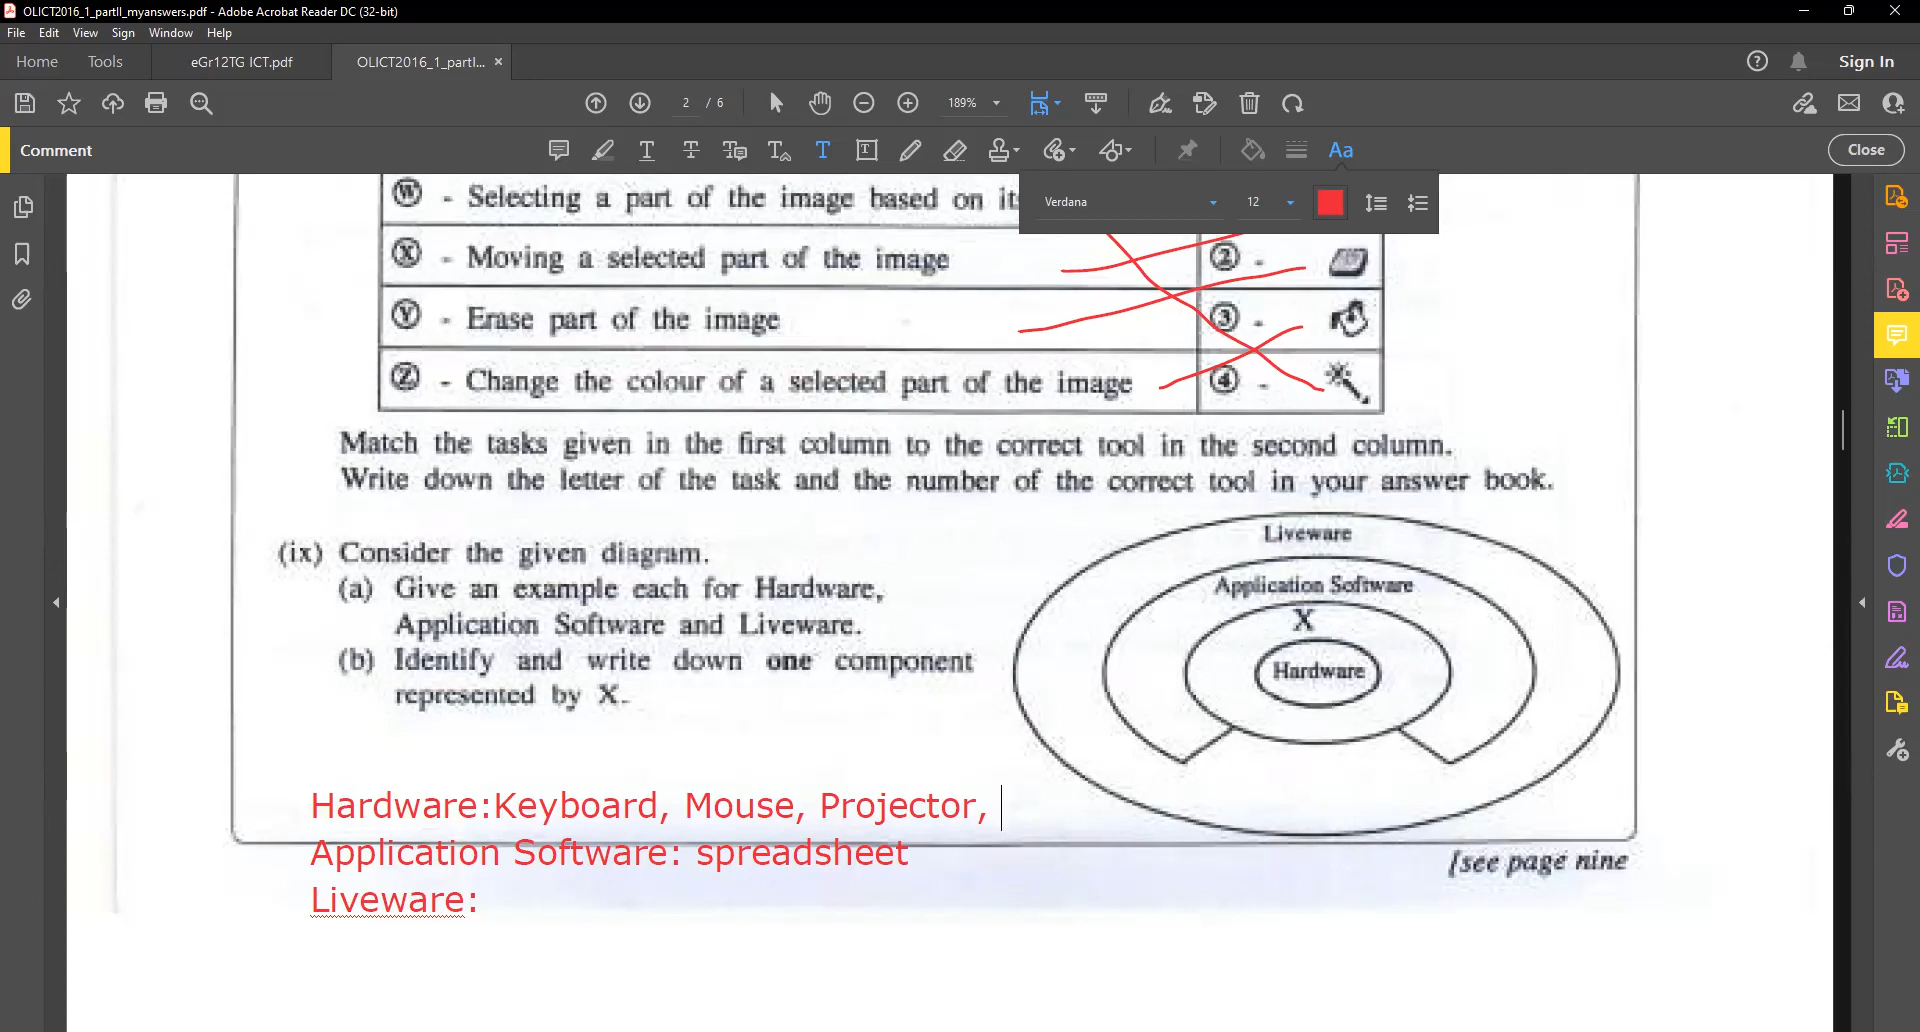 OLICT2016_1_partII_myanswers.pdf - Adobe Acrobat Reader DC (32-bit)
File Edit View Sign Window Help
Home Tools eGr12TG ICT.pdf OLICT2016_1_partI... × Sign In
2 / 6 189%
Comment Close
Verdana 12
Ⓦ - Selecting a part of the image based on
Ⓧ - Moving a selected part of the image ② -
Ⓨ - Erase part of the image ③ -
Ⓩ - Change the colour of a selected part of the image ④ -
Match the tasks given in the first column to the correct tool in the second column.
Write down the letter of the task and the number of the correct tool in your answer book.
(ix) Consider the given diagram.
(a) Give an example each for Hardware,
Application Software and Liveware.
(b) Identify and write down one component
represented by X.
Liveware
Application Software
X
Hardware
Hardware:Keyboard, Mouse, Projector,
Application Software: spreadsheet
Liveware:
[see page nine